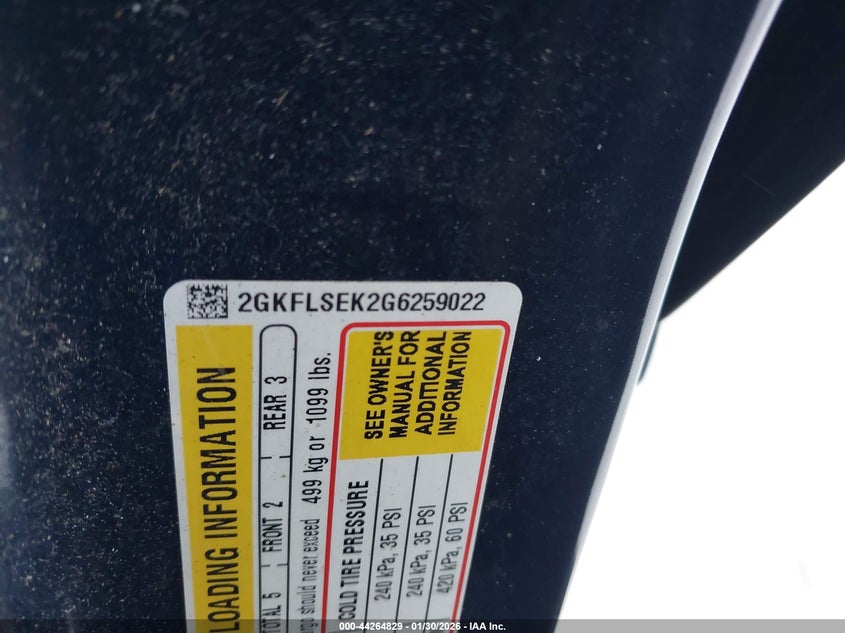 2GKFLSEK2G6259022
LOADING INFORMATION
TOTAL 5 FRONT 2 REAR 3
should never exceed 499 kg or 1099 lbs.
COLD TIRE PRESSURE
SEE OWNER'S
MANUAL FOR
ADDITIONAL
INFORMATION
240 kPa, 35 PSI
240 kPa, 35 PSI
420 kPa, 60 PSI
000-44264829 — 01/30/2026 — IAA Inc.